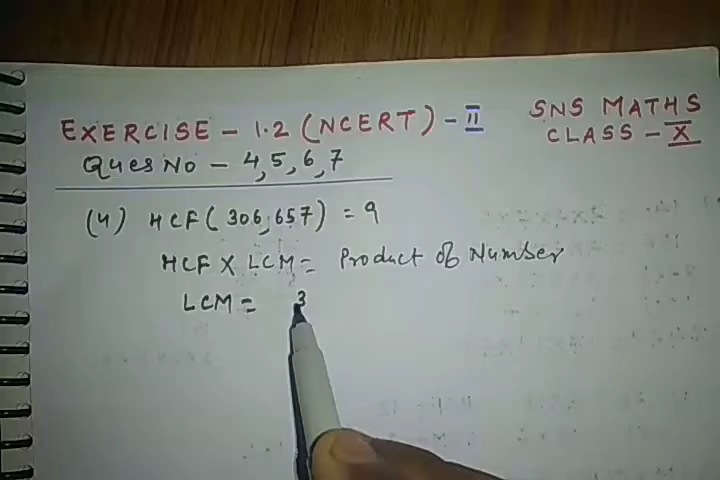 EXERCISE - 1.2 (NCERT) - II
SNS MATHS
CLASS - X
Ques No - 4,5,6,7
(4) HCF(306,657) = 9
HCF X LCM = Product of Number
LCM = 3